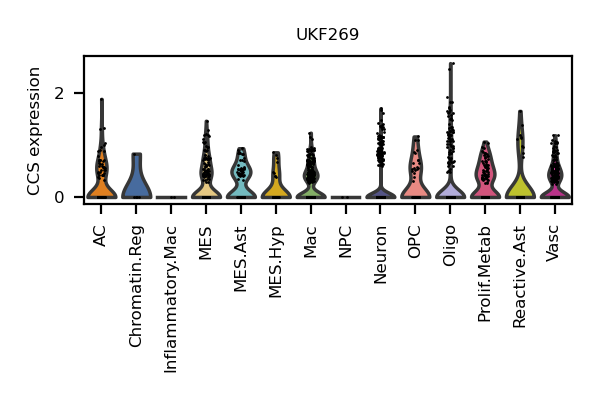 UKF269
CCS expression
2
0
AC
Chromatin.Reg
Inflammatory.Mac
MES
MES.Ast
MES.Hyp
Mac
NPC
Neuron
OPC
Oligo
Prolif.Metab
Reactive.Ast
Vasc